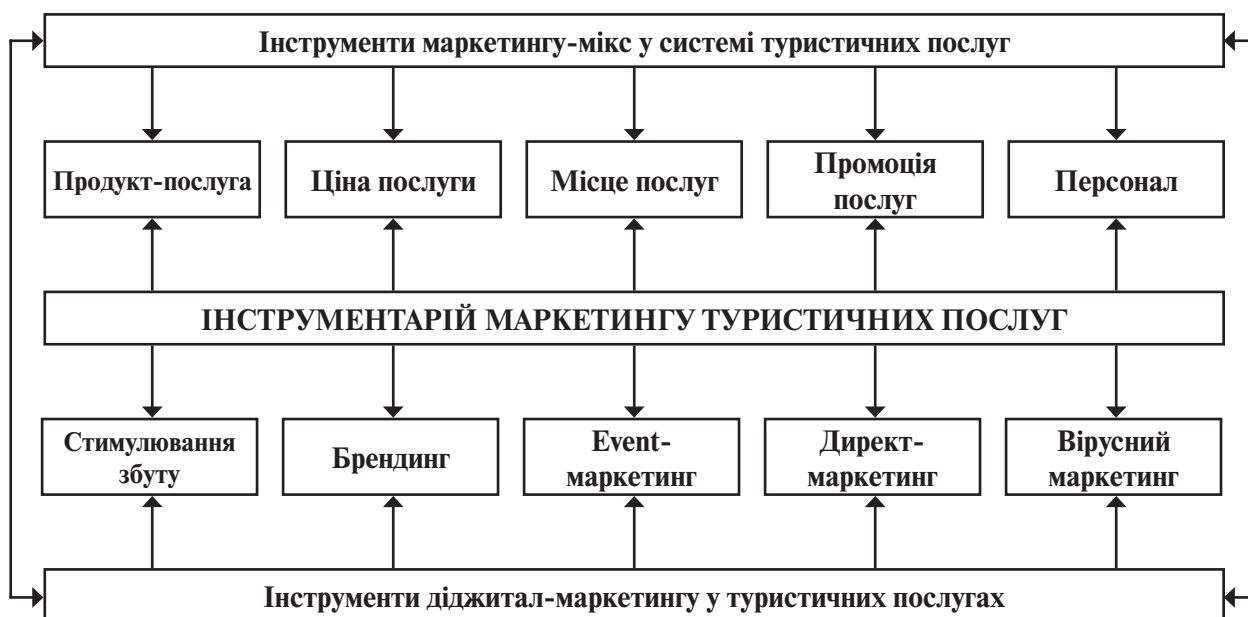 Інструменти маркетингу-мікс у системі туристичних послуг
Продукт-послуга
Ціна послуги
Місце послуг
Промоція
послуг
Персонал
ІНСТРУМЕНТАРІЙ МАРКЕТИНГУ ТУРИСТИЧНИХ ПОСЛУГ
Стимулювання
збуту
Брендинг
Event-
маркетинг
Директ-
маркетинг
Вірусний
маркетинг
Інструменти діджитал-маркетингу у туристичних послугах